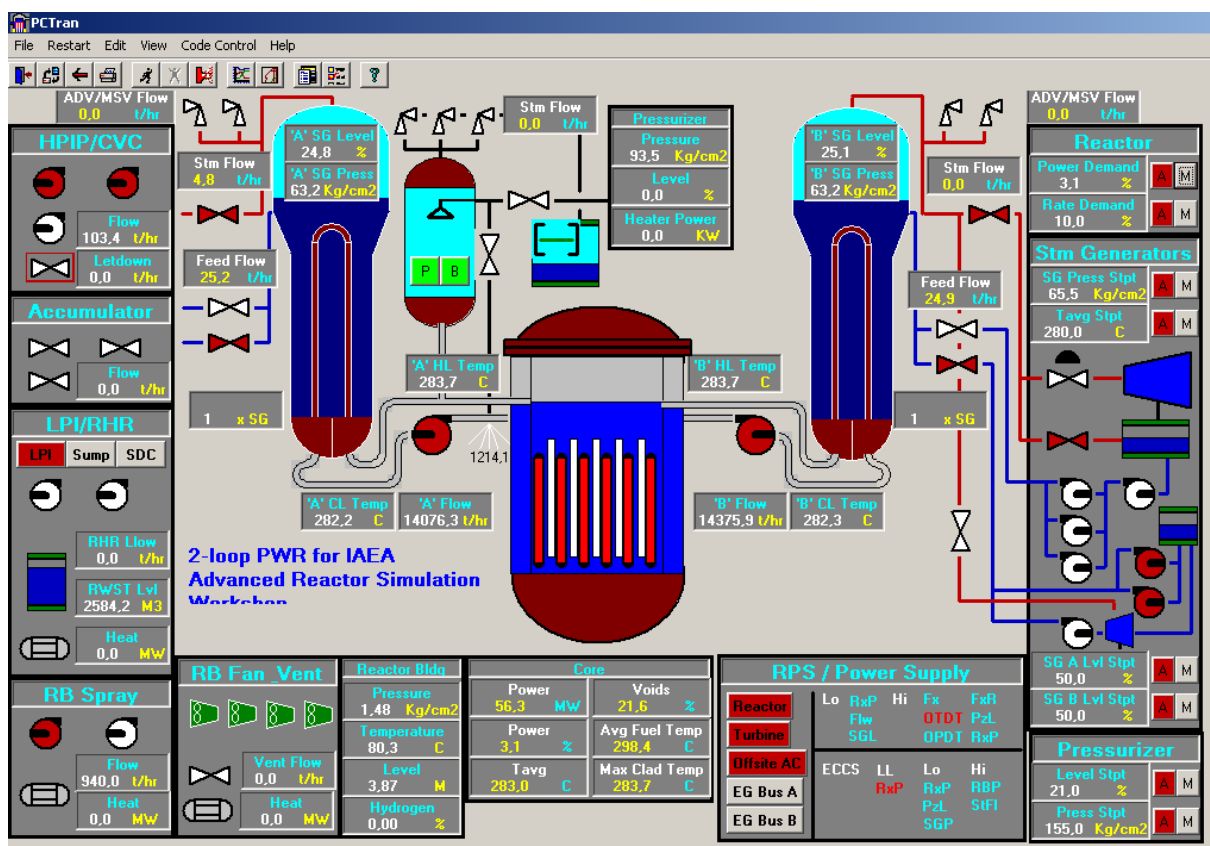 PCTran
File Restart Edit View Code Control Help
ADV/MSV Flow
0,0 t/hr
HPIP/CVC
Flow
103,4 t/hr
Letdown
0,0 t/hr
Accumulator
Flow
0,0 t/hr
LPI/RHR
LPI Sump SDC
RHR Llow
0,0 t/hr
RWST Lvl
2584,2 M3
Heat
0,0 MW
RB Spray
Flow
940,0 t/hr
Heat
0,0 MW
Stm Flow
4,8 t/hr
Feed Flow
25,2 t/hr
1 x SG
'A' SG Level
24,8 %
'A' SG Press
63,2 Kg/cm2
Stm Flow
0,0 t/hr
P B
Pressurizer
Pressure
93,5 Kg/cm2
Level
0,0 %
Heater Power
0,0 KW
'A' HL Temp
283,7 C
1214,1
'A' CL Temp
282,2 C
'A' Flow
14076,3 t/hr
'B' HL Temp
283,7 C
'B' Flow
14375,9 t/hr
'B' CL Temp
282,3 C
'B' SG Level
25,1 %
'B' SG Press
63,2 Kg/cm2
Stm Flow
0,0 t/hr
Feed Flow
24,9 t/hr
1 x SG
2-loop PWR for IAEA
Advanced Reactor Simulation
Workshop
ADV/MSV Flow
0,0 t/hr
Reactor
Power Demand
3,1 % A M
Rate Demand
10,0 % A M
Stm Generators
SG Press Stpt
65,5 Kg/cm2 A M
Tavg Stpt
280,0 C A M
SG A Lvl Stpt
50,0 % A M
SG B Lvl Stpt
50,0 % A M
Pressurizer
Level Stpt
21,0 % A M
Press Stpt
155,0 Kg/cm2 A M
RB Fan_Vent
Vent Flow
0,0 t/hr
Heat
0,0 MW
Reactor Bldg
Pressure
1,48 Kg/cm2
Temperature
80,3 C
Level
3,87 M
Hydrogen
0,00 %
Core
Power
56,3 MW
Voids
21,6 %
Power
3,1 %
Avg Fuel Temp
298,4 C
Tavg
283,0 C
Max Clad Temp
283,7 C
RPS / Power Supply
Reactor
Turbine
Offsite AC
EG Bus A
EG Bus B
Lo RxP Hi Fx FxR
Flw OTDT PzL
SGL OPDT RxP
ECCS LL Lo Hi
RxP RxP RBP
PzL StFl
SGP